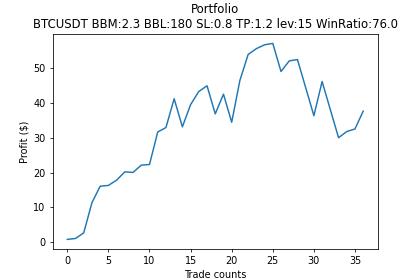 Portfolio
BTCUSDT BBM:2.3 BBL:180 SL:0.8 TP:1.2 lev:15 WinRatio:76.0
Profit ($)
50
40
30
20
10
0
0 5 10 15 20 25 30 35
Trade counts